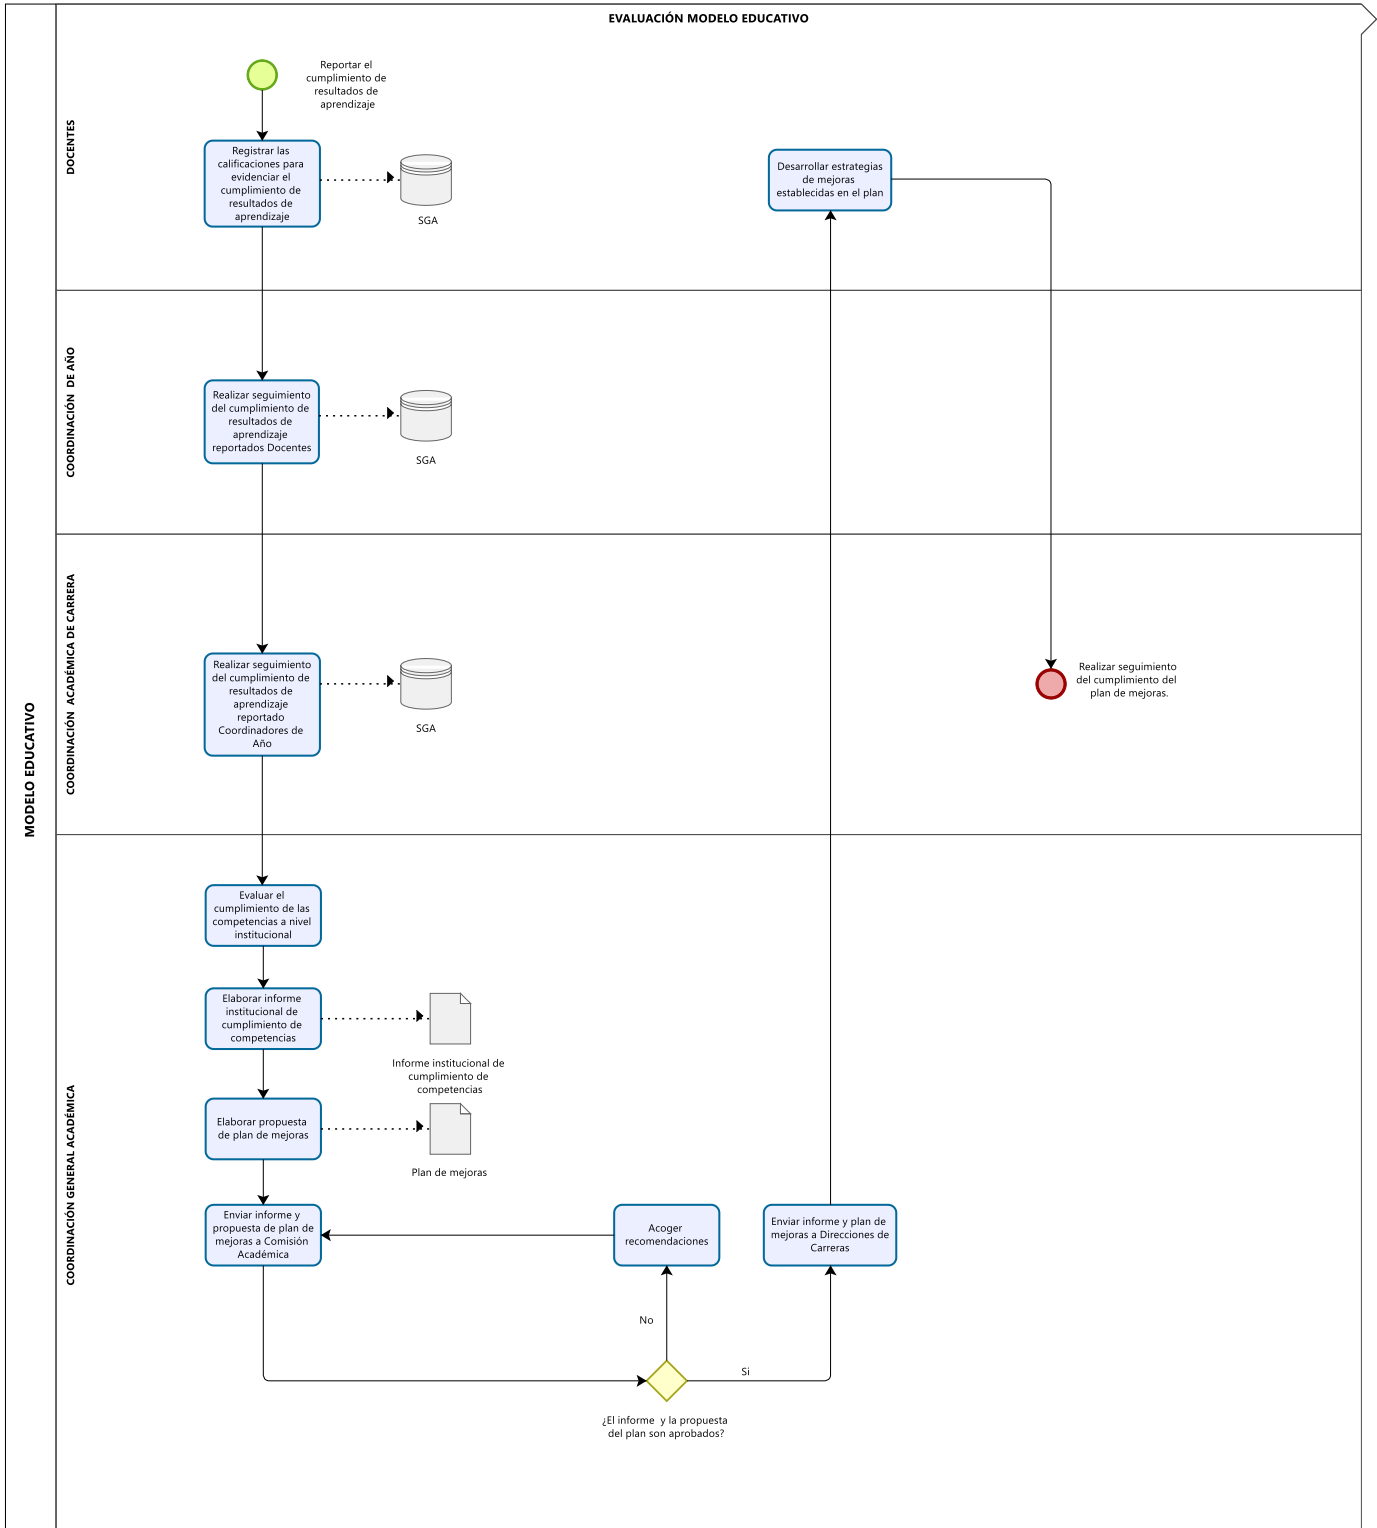 EVALUACIÓN MODELO EDUCATIVO
MODELO EDUCATIVO
DOCENTES
Reportar el
cumplimiento de
resultados de
aprendizaje
Registrar las
calificaciones para
evidenciar el
cumplimiento de
resultados de
aprendizaje
SGA
Desarrollar estrategias
de mejoras
establecidas en el plan
COORDINACIÓN DE AÑO
Realizar seguimiento
del cumplimiento de
resultados de
aprendizaje
reportados Docentes
SGA
COORDINACIÓN ACADÉMICA DE CARRERA
Realizar seguimiento
del cumplimiento de
resultados de
aprendizaje
reportado
Coordinadores de
Año
SGA
Realizar seguimiento
del cumplimiento del
plan de mejoras.
COORDINACIÓN GENERAL ACADÉMICA
Evaluar el
cumplimiento de las
competencias a nivel
institucional
Elaborar informe
institucional de
cumplimiento de
competencias
Informe institucional de
cumplimiento de
competencias
Elaborar propuesta
de plan de mejoras
Plan de mejoras
Enviar informe y
propuesta de plan de
mejoras a Comisión
Académica
Acoger
recomendaciones
Enviar informe y plan de
mejoras a Direcciones de
Carreras
No
Si
¿El informe y la propuesta
del plan son aprobados?